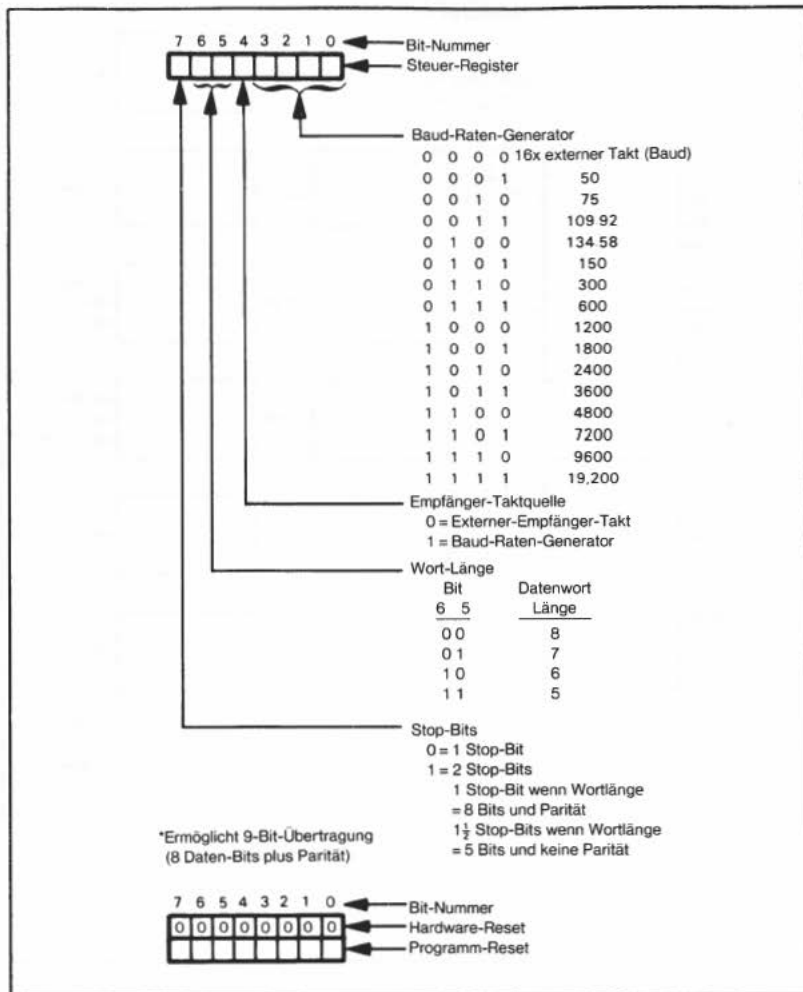 7 6 5 4 3 2 1 0 Bit-Nummer
Steuer-Register
Baud-Raten-Generator
0 0 0 0 16x externer Takt (Baud)
0 0 0 1 50
0 0 1 0 75
0 0 1 1 109.92
0 1 0 0 134.58
0 1 0 1 150
0 1 1 0 300
0 1 1 1 600
1 0 0 0 1200
1 0 0 1 1800
1 0 1 0 2400
1 0 1 1 3600
1 1 0 0 4800
1 1 0 1 7200
1 1 1 0 9600
1 1 1 1 19,200
Empfänger-Taktquelle
0 = Externer-Empfänger-Takt
1 = Baud-Raten-Generator
Wort-Länge
Bit Datenwort
6 5 Länge
0 0 8
0 1 7
1 0 6
1 1 5
Stop-Bits
0 = 1 Stop-Bit
1 = 2 Stop-Bits
1 Stop-Bit wenn Wortlänge
= 8 Bits und Parität
1½ Stop-Bits wenn Wortlänge
= 5 Bits und keine Parität
*Ermöglicht 9-Bit-Übertragung
(8 Daten-Bits plus Parität)
7 6 5 4 3 2 1 0 Bit-Nummer
0 0 0 0 0 0 0 0 Hardware-Reset
Programm-Reset